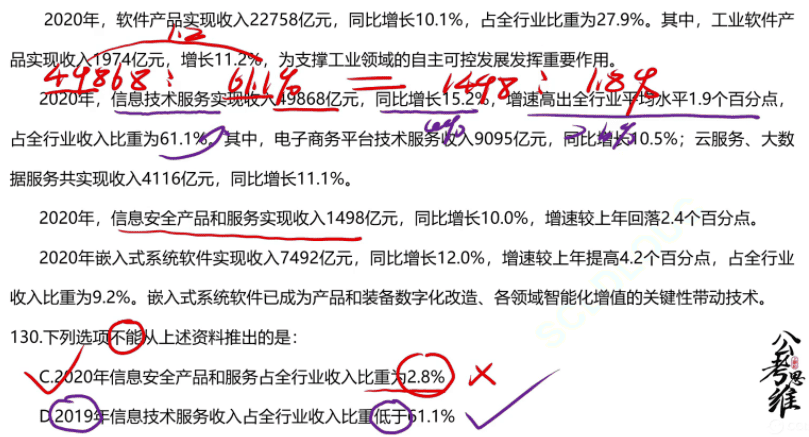 2020年，软件产品实现收入22758亿元，同比增长10.1%，占全行业比重为27.9%。其中，工业软件产
品实现收入1974亿元，增长11.2%，为支撑工业领域的自主可控发展发挥重要作用。
1.2
49868 : 61.1% = 1498 : 1.8%
2020年，信息技术服务实现收入49868亿元，同比增长15.2%，增速高出全行业平均水平1.9个百分点，
占全行业收入比重为61.1%。其中，电子商务平台技术服务收入9095亿元，同比增长10.5%；云服务、大数
据服务共实现收入4116亿元，同比增长11.1%。
2020年，信息安全产品和服务实现收入1498亿元，同比增长10.0%，增速较上年回落2.4个百分点。
2020年嵌入式系统软件实现收入7492亿元，同比增长12.0%，增速较上年提高4.2个百分点，占全行业
收入比重为9.2%。嵌入式系统软件已成为产品和装备数字化改造、各领域智能化增值的关键性带动技术。
130.下列选项不能从上述资料推出的是：
C.2020年信息安全产品和服务占全行业收入比重为2.8%
D.2019年信息技术服务收入占全行业收入比重低于61.1%
公考思维